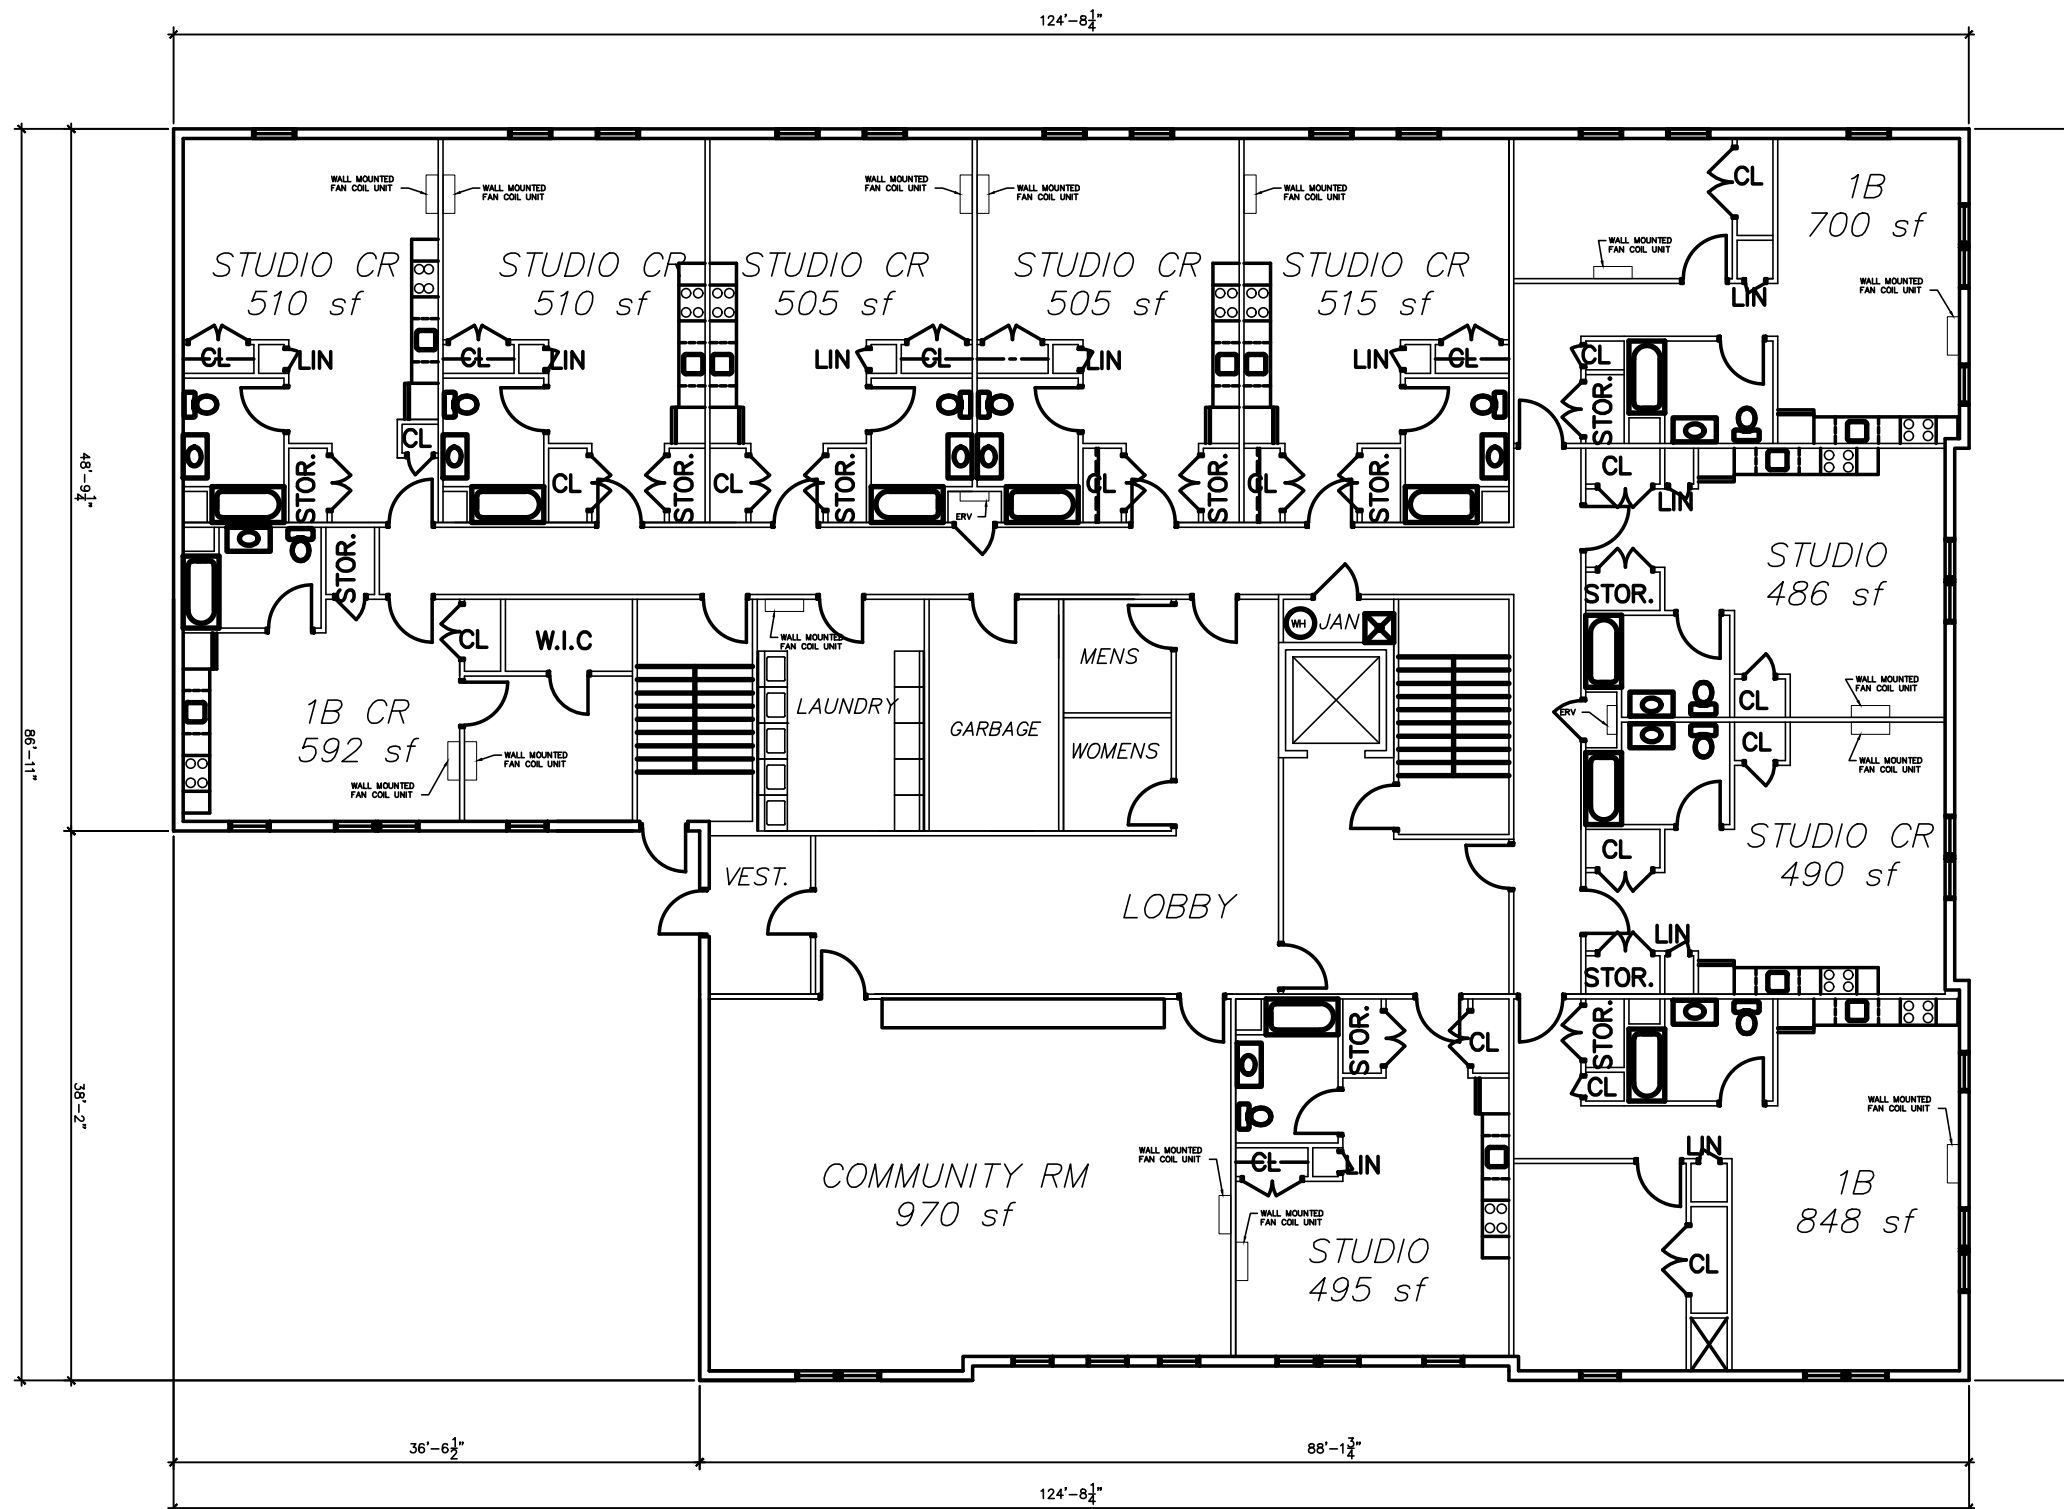 124'-8 1/4"
WALL MOUNTED
FAN COIL UNIT
WALL MOUNTED
FAN COIL UNIT
WALL MOUNTED
FAN COIL UNIT
WALL MOUNTED
FAN COIL UNIT
WALL MOUNTED
FAN COIL UNIT
CL
1B
700 sf
WALL MOUNTED
FAN COIL UNIT
WALL MOUNTED
FAN COIL UNIT
LIN
STUDIO CR
510 sf
STUDIO CR
510 sf
STUDIO CR
505 sf
STUDIO CR
505 sf
STUDIO CR
515 sf
CL
LIN
CL
LIN
LIN
CL
LIN
LIN
CL
CL
STOR.
CL
STOR.
CL
STOR.
CL
STOR.
CL
STOR.
CL
STOR.
ERV
CL
LIN
48'-9 1/4"
STOR.
STUDIO
486 sf
STOR.
CL
W.I.C
WALL MOUNTED
FAN COIL UNIT
WH
JAN
MENS
LAUNDRY
GARBAGE
WOMENS
1B CR
592 sf
WALL MOUNTED
FAN COIL UNIT
WALL MOUNTED
FAN COIL UNIT
86'-11"
ERV
CL
WALL MOUNTED
FAN COIL UNIT
CL
WALL MOUNTED
FAN COIL UNIT
STUDIO CR
490 sf
CL
VEST.
LOBBY
LIN
STOR.
STOR.
CL
STOR.
CL
38'-2"
WALL MOUNTED
FAN COIL UNIT
WALL MOUNTED
FAN COIL UNIT
LIN
CL
LIN
COMMUNITY RM
970 sf
1B
848 sf
WALL MOUNTED
FAN COIL UNIT
STUDIO
495 sf
CL
36'-6 1/2"
88'-1 3/4"
124'-8 1/4"